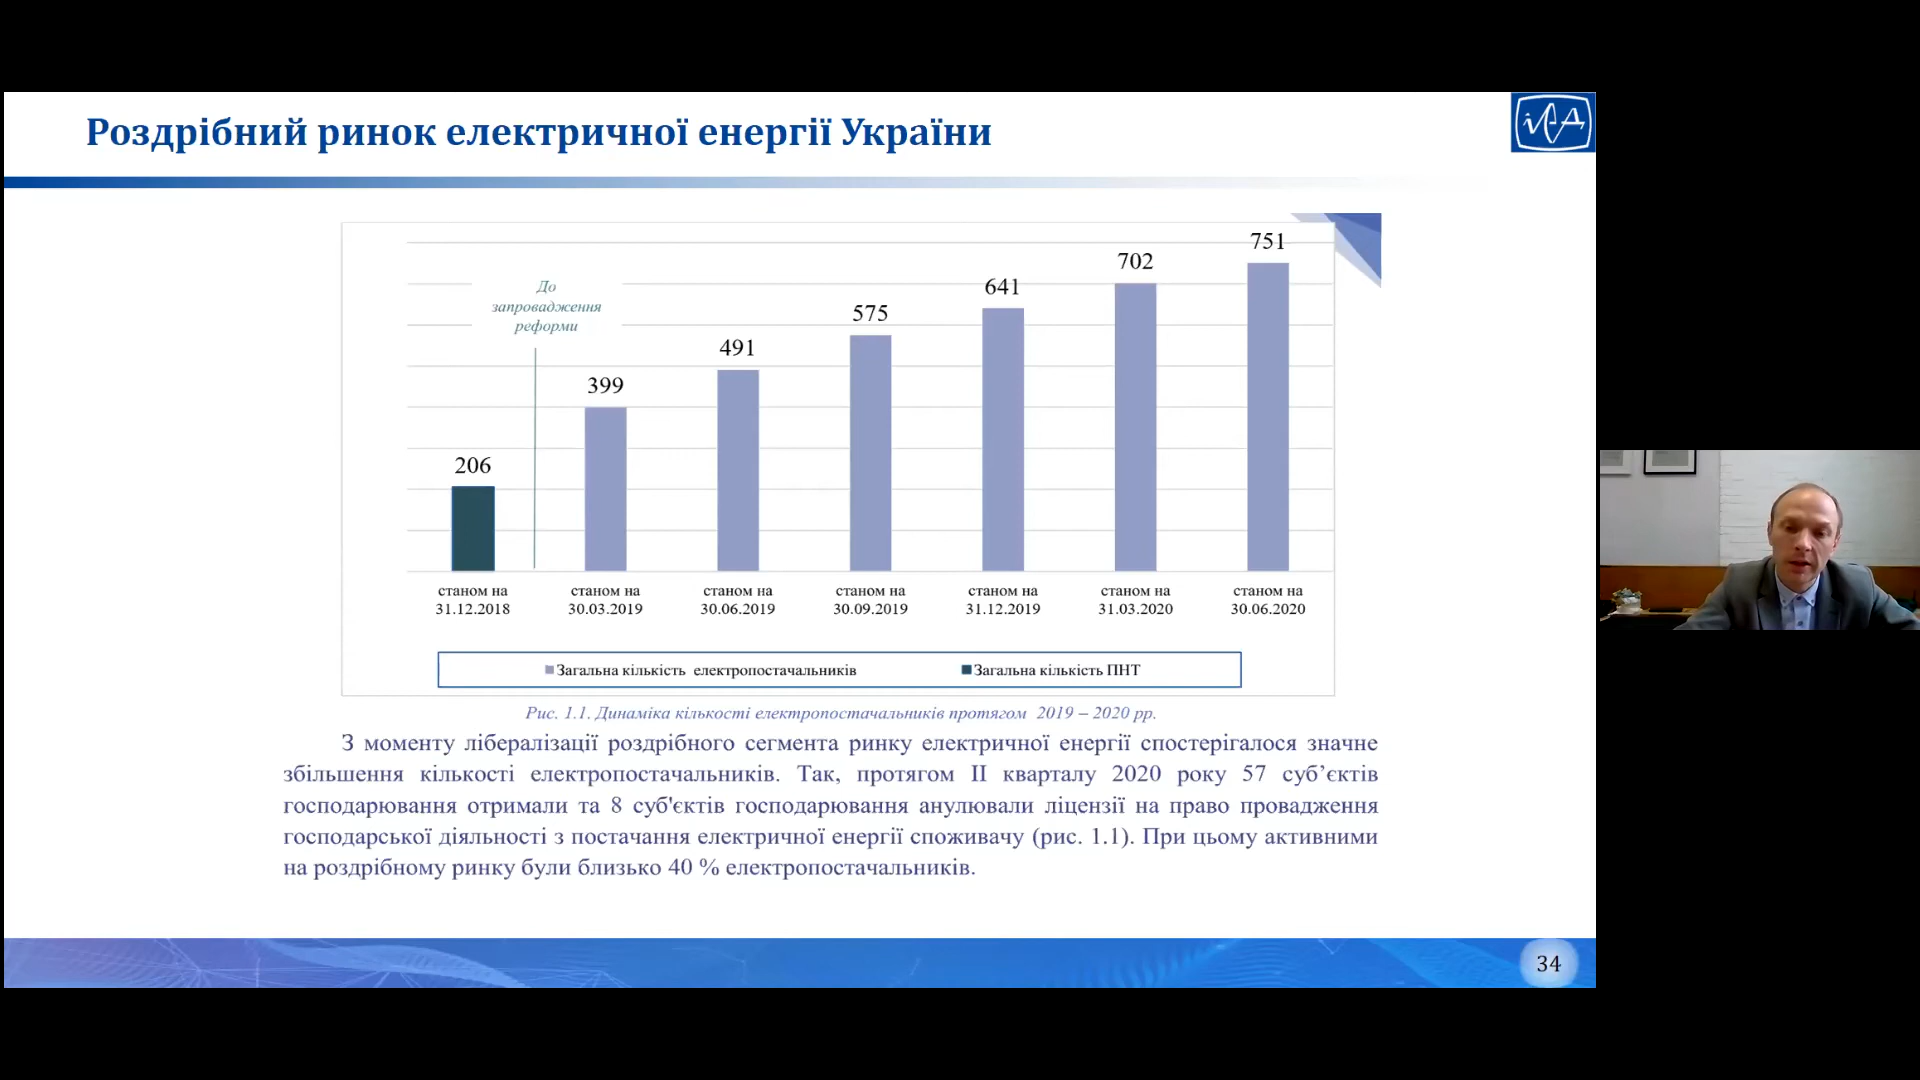 Роздрібний ринок електричної енергії України
До
запровадження
реформи
206
399
491
575
641
702
751
станом на
31.12.2018
станом на
30.03.2019
станом на
30.06.2019
станом на
30.09.2019
станом на
31.12.2019
станом на
31.03.2020
станом на
30.06.2020
Загальна кількість електропостачальників
Загальна кількість ПНТ
Рис. 1.1. Динаміка кількості електропостачальників протягом 2019 – 2020 рр.
З моменту лібералізації роздрібного сегмента ринку електричної енергії спостерігалося значне
збільшення кількості електропостачальників. Так, протягом II кварталу 2020 року 57 суб’єктів
господарювання отримали та 8 суб'єктів господарювання анулювали ліцензії на право провадження
господарської діяльності з постачання електричної енергії споживачу (рис. 1.1). При цьому активними
на роздрібному ринку були близько 40 % електропостачальників.
34